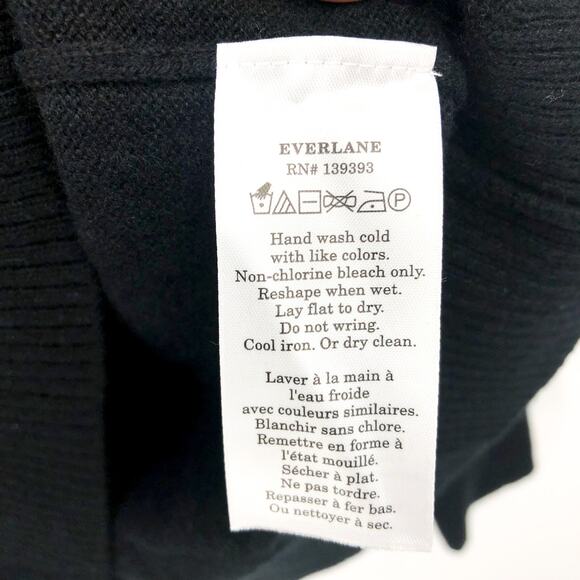 EVERLANE
RN# 139393
P
Hand wash cold
with like colors.
Non-chlorine bleach only.
Reshape when wet.
Lay flat to dry.
Do not wring.
Cool iron. Or dry clean.
Laver à la main à
l'eau froide
avec couleurs similaires.
Blanchir sans chlore.
Remettre en forme à
l'état mouillé.
Sécher à plat.
Ne pas tordre.
Repasser à fer bas.
Ou nettoyer à sec.